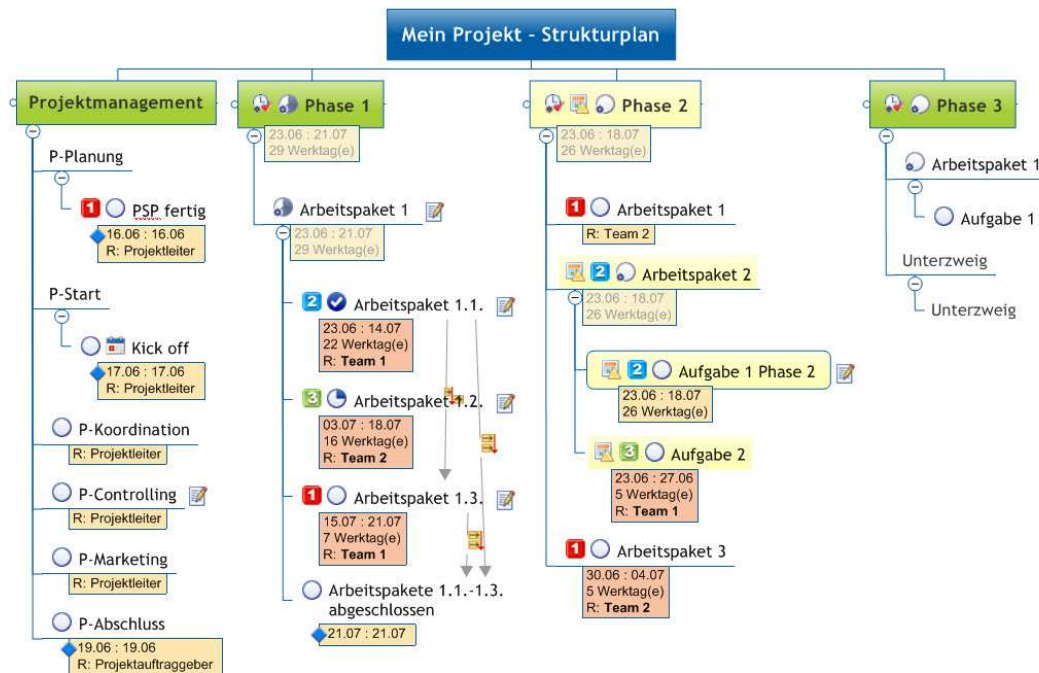 Mein Projekt - Strukturplan
Projektmanagement
P-Planung
1 PSP fertig
16.06 : 16.06
R: Projektleiter
P-Start
Kick off
17.06 : 17.06
R: Projektleiter
P-Koordination
R: Projektleiter
P-Controlling
R: Projektleiter
P-Marketing
R: Projektleiter
P-Abschluss
19.06 : 19.06
R: Projektauftraggeber
Phase 1
23.06 : 21.07
29 Werktag(e)
Arbeitspaket 1
23.06 : 21.07
29 Werktag(e)
2 Arbeitspaket 1.1.
23.06 : 14.07
22 Werktag(e)
R: Team 1
3 Arbeitspaket 1.2.
03.07 : 18.07
16 Werktag(e)
R: Team 2
1 Arbeitspaket 1.3.
15.07 : 21.07
7 Werktag(e)
R: Team 1
Arbeitspakete 1.1.-1.3.
abgeschlossen
21.07 : 21.07
Phase 2
23.06 : 18.07
26 Werktag(e)
1 Arbeitspaket 1
R: Team 2
2 Arbeitspaket 2
23.06 : 18.07
26 Werktag(e)
2 Aufgabe 1 Phase 2
23.06 : 18.07
26 Werktag(e)
3 Aufgabe 2
23.06 : 27.06
5 Werktag(e)
R: Team 1
1 Arbeitspaket 3
30.06 : 04.07
5 Werktag(e)
R: Team 2
Phase 3
Arbeitspaket 1
Aufgabe 1
Unterzweig
Unterzweig